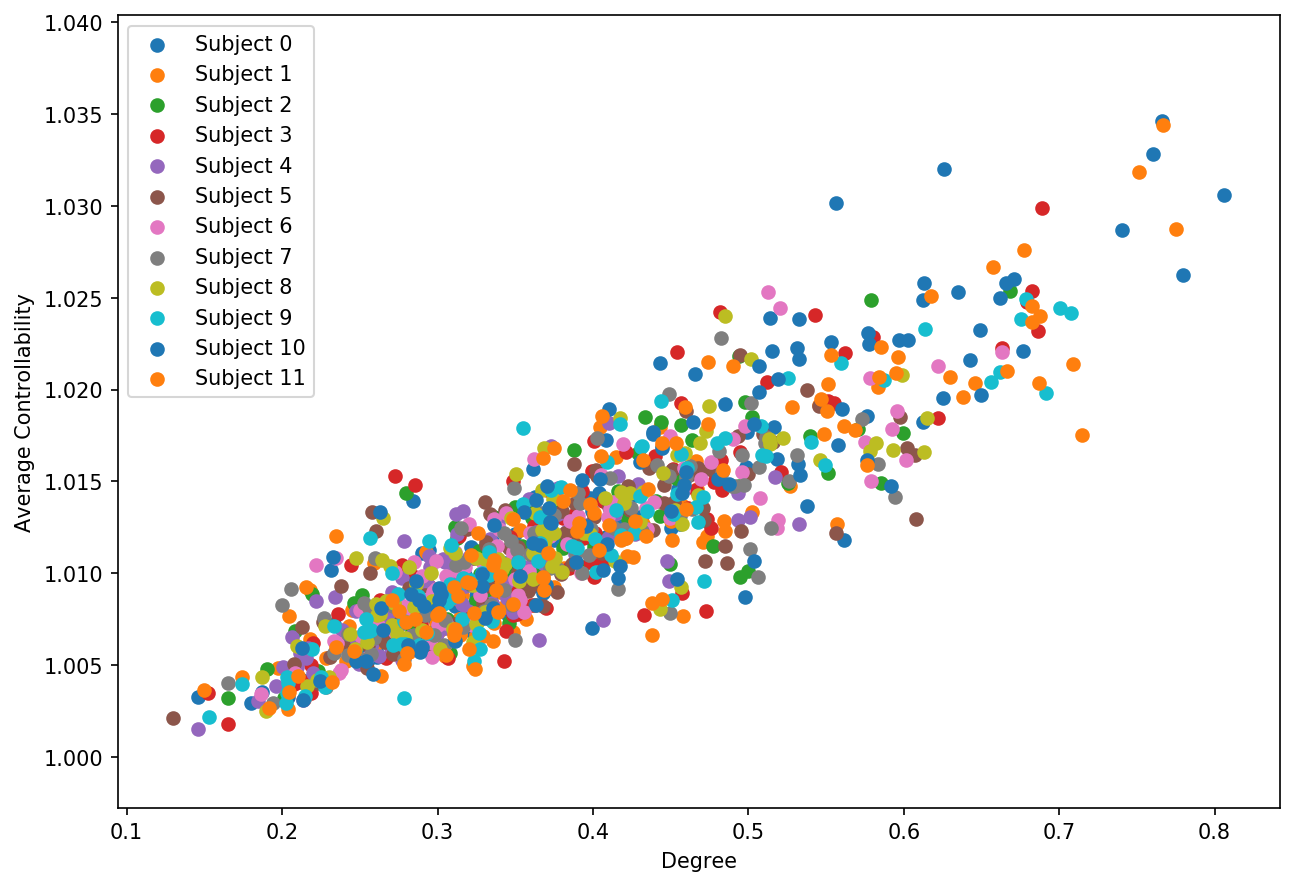 1.040
1.035
1.030
1.025
1.020
1.015
1.010
1.005
1.000
Average Controllability
Subject 0
Subject 1
Subject 2
Subject 3
Subject 4
Subject 5
Subject 6
Subject 7
Subject 8
Subject 9
Subject 10
Subject 11
0.1 0.2 0.3 0.4 0.5 0.6 0.7 0.8
Degree